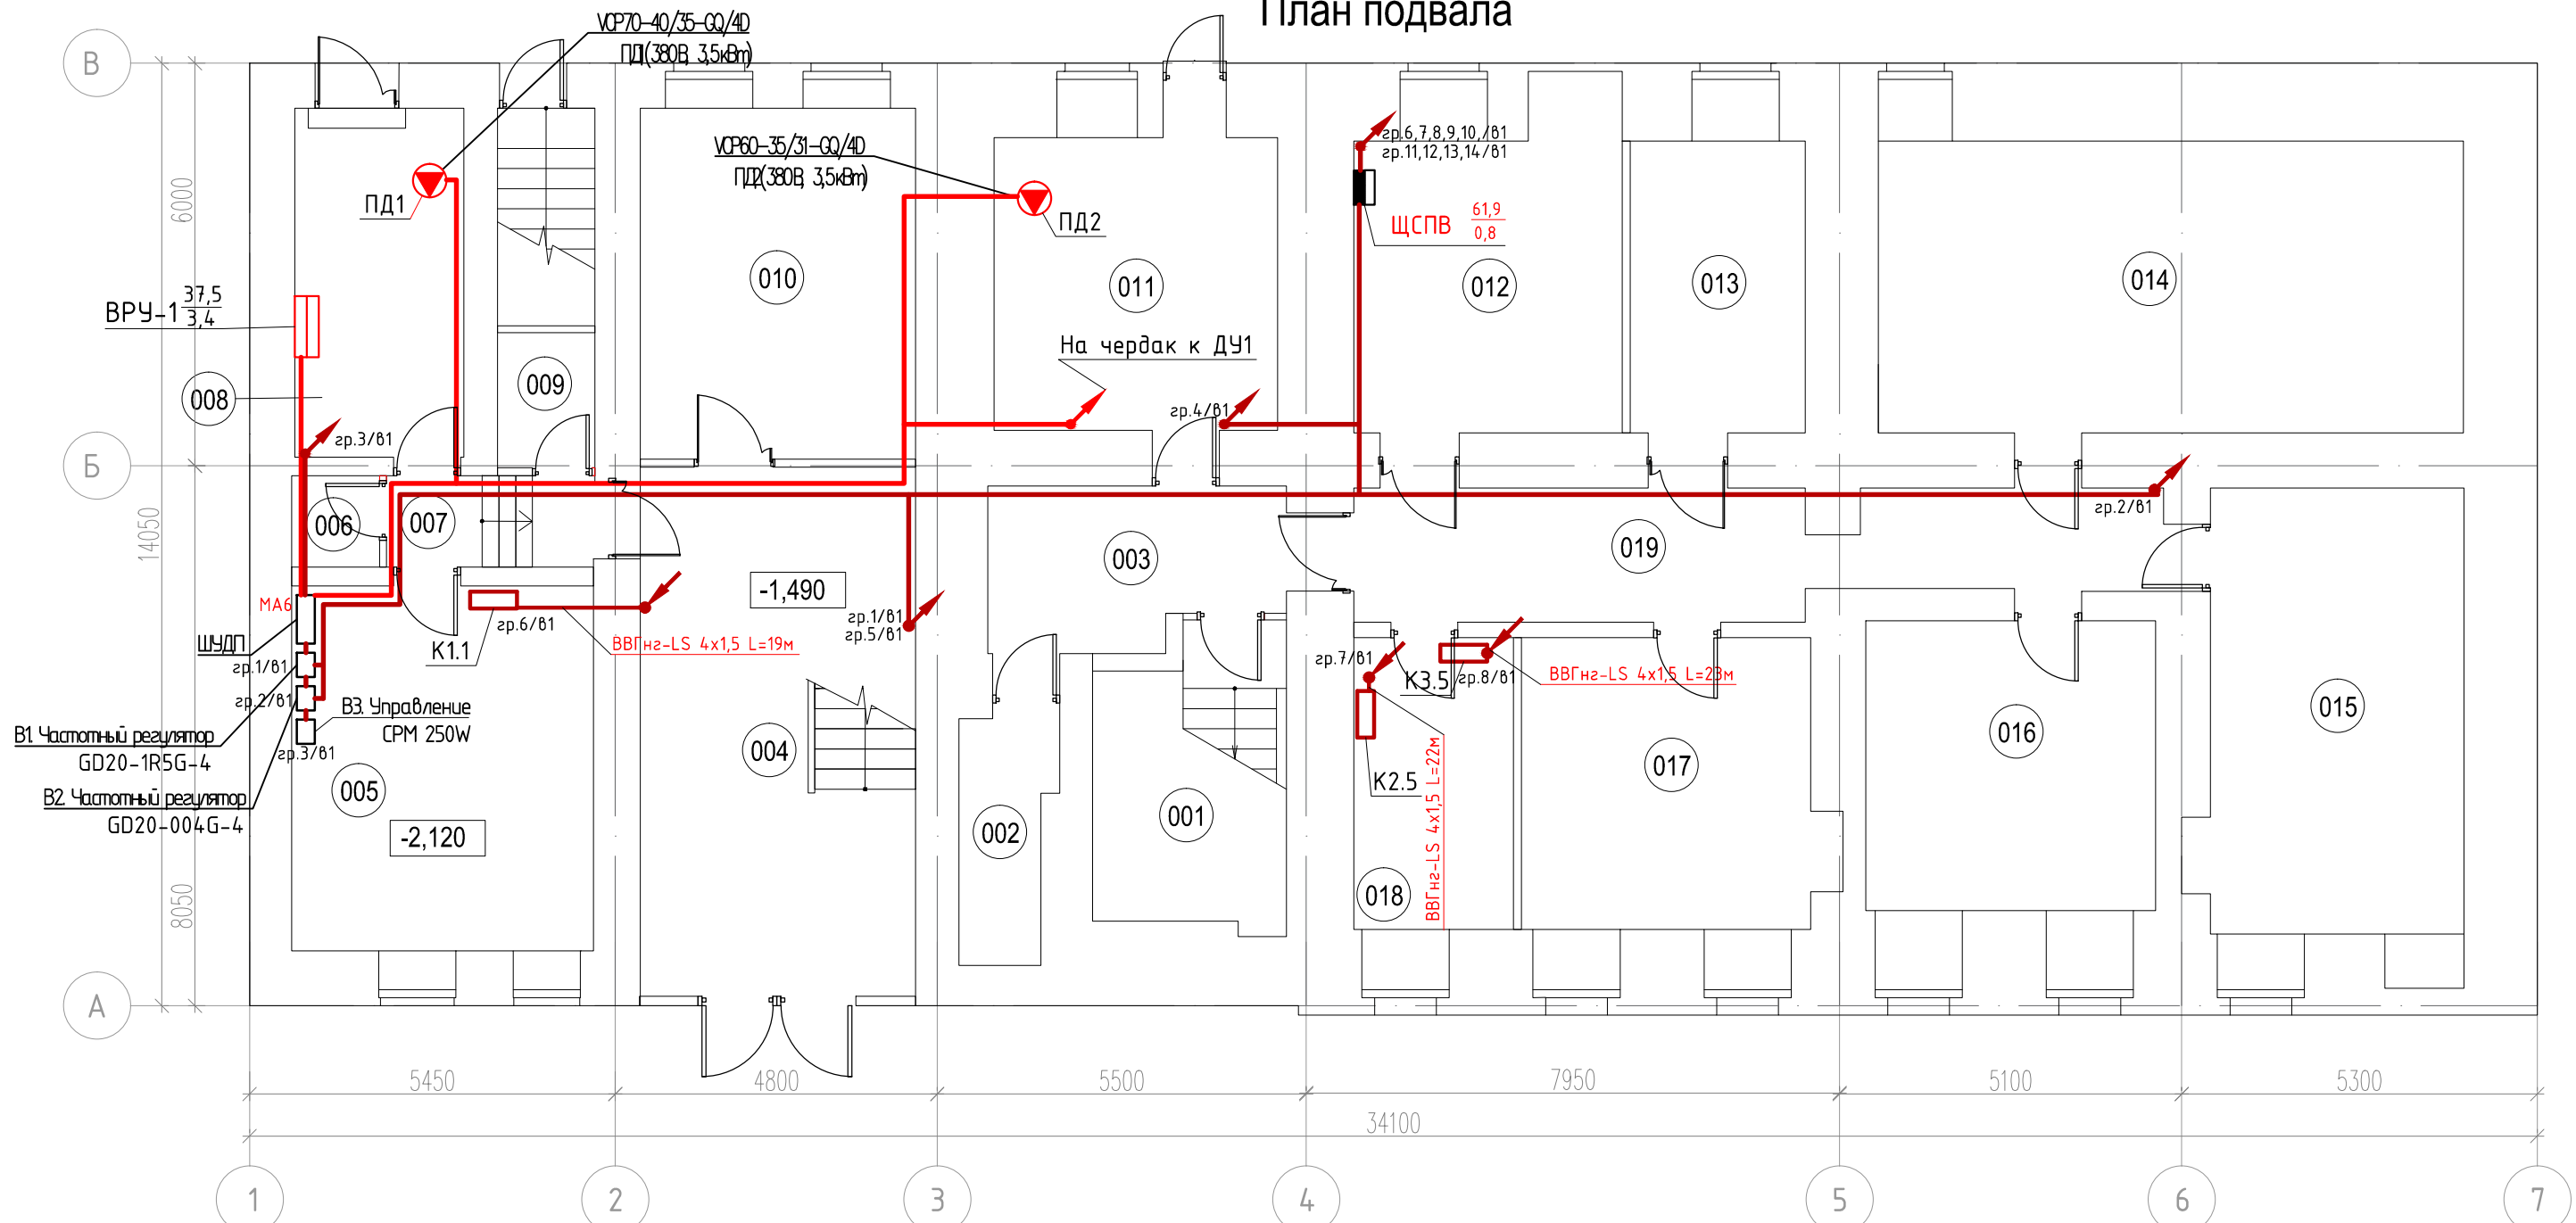 План подвала
VCP70-40/35-GQ/4D
ПД1(380В, 3,5кВт)
VCP60-35/31-GQ/4D
ПД2(380В, 3,5кВт)
В
Б
А
6000
14050
8050
ПД1
ПД2
гр.6,7,8,9,10,/в1
гр.11,12,13,14/в1
ЩСПВ 61,9
0,8
ВРУ-1 37,5
3,4
010
011
012
013
014
008
009
На чердак к ДУ1
гр.3/в1
гр.4/в1
гр.2/в1
006
007
003
019
-1,490
МА6
ШУДП
гр.1/в1
гр.2/в1
гр.3/в1
К1.1
гр.6/в1
ВВГнг-LS 4х1,5 L=19м
гр.1/в1
гр.5/в1
гр.7/в1
К3.5
гр.8/в1
ВВГнг-LS 4х1,5 L=23м
В3. Управление
СРМ 250W
В1. Частотный регулятор
GD20-1R5G-4
В2. Частотный регулятор
GD20-004G-4
К2.5
ВВГнг-LS 4х1,5 L=22м
005
-2,120
004
002
001
018
017
016
015
5450
4800
5500
7950
5100
5300
34100
1
2
3
4
5
6
7